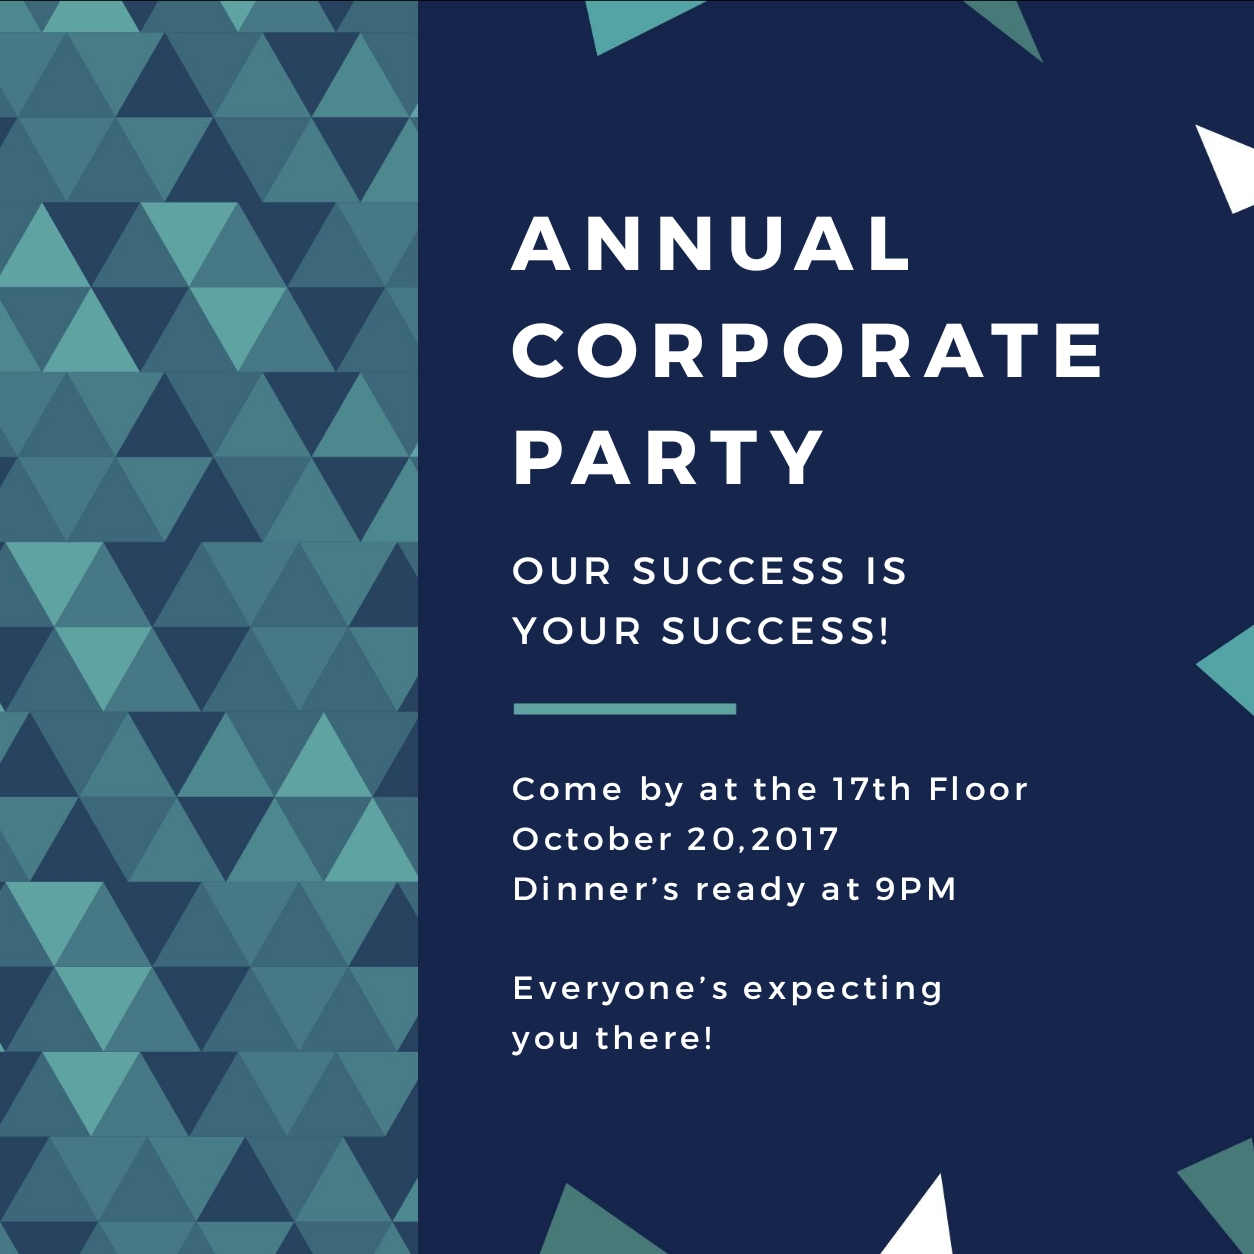 ANNUAL
CORPORATE
PARTY
OUR SUCCESS IS
YOUR SUCCESS!
Come by at the 17th Floor
October 20,2017
Dinner’s ready at 9PM
Everyone’s expecting
you there!